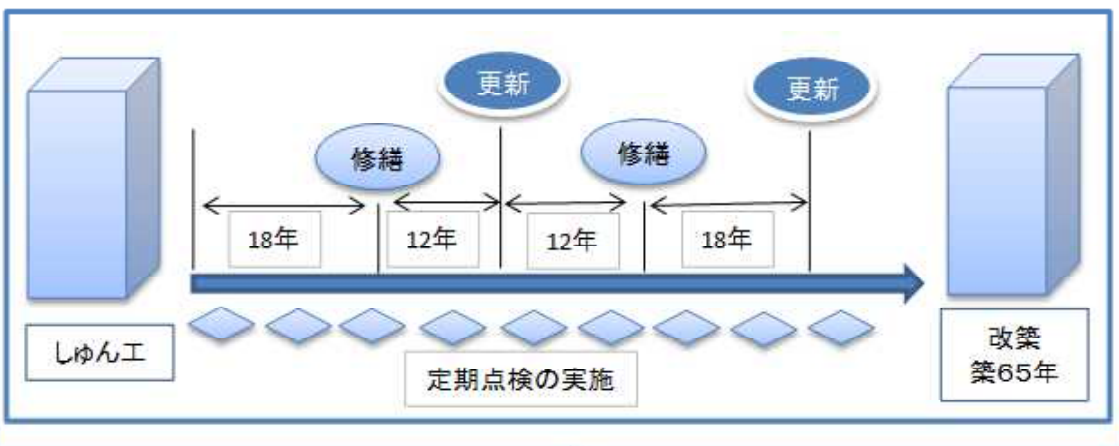 更新
更新
修繕
修繕
18年
12年
12年
18年
しゅん工
定期点検の実施
改築
築65年